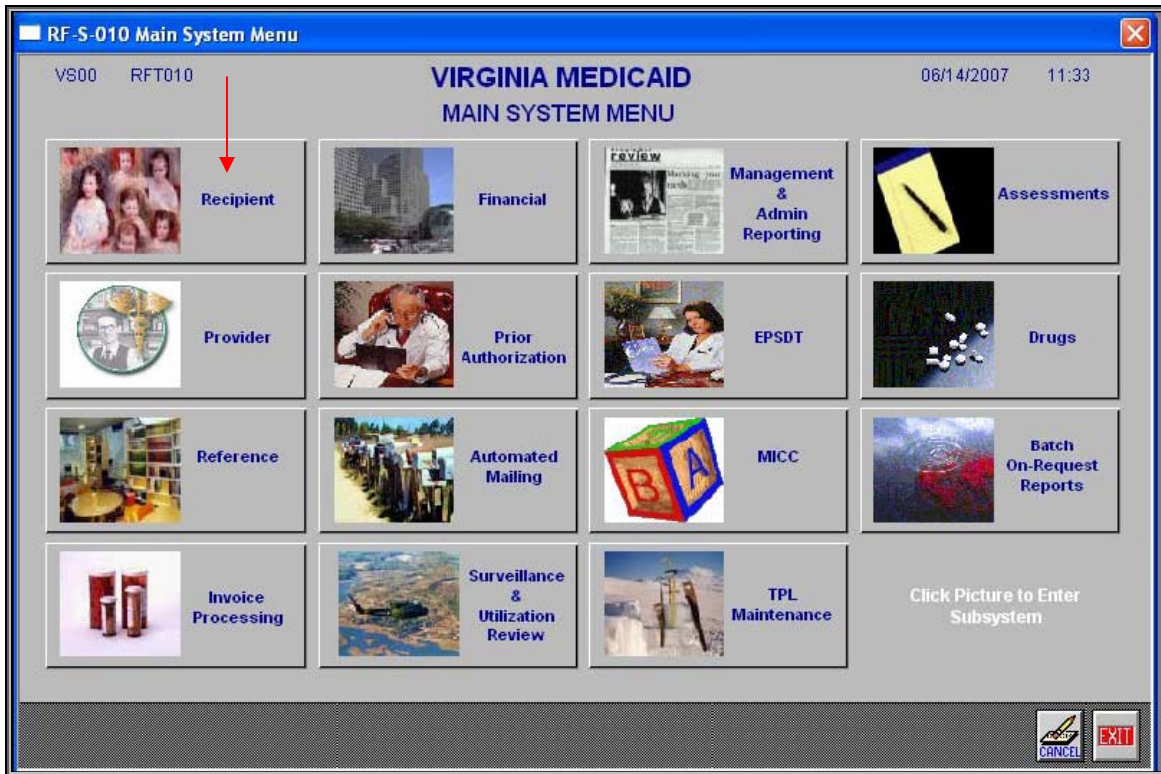 RF-S-010 Main System Menu
VS00 RFT010
VIRGINIA MEDICAID
06/14/2007 11:33
MAIN SYSTEM MENU
Recipient
Financial
review
Management
&
Admin
Reporting
Assessments
Provider
Prior
Authorization
EPSDT
Drugs
Reference
Automated
Mailing
B A
MICC
Batch
On-Request
Reports
Invoice
Processing
Surveillance
&
Utilization
Review
TPL
Maintenance
Click Picture to Enter
Subsystem
CANCEL
EXIT